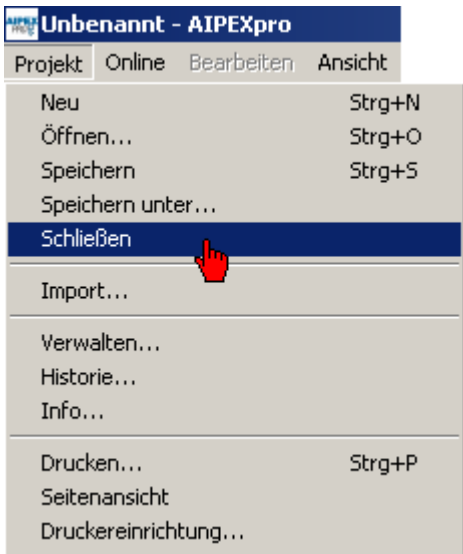 Unbenannt - AIPEXpro
Projekt Online Bearbeiten Ansicht
Neu Strg+N
Öffnen... Strg+O
Speichern Strg+S
Speichern unter...
Schließen
Import...
Verwalten...
Historie...
Info...
Drucken... Strg+P
Seitenansicht
Druckereinrichtung...